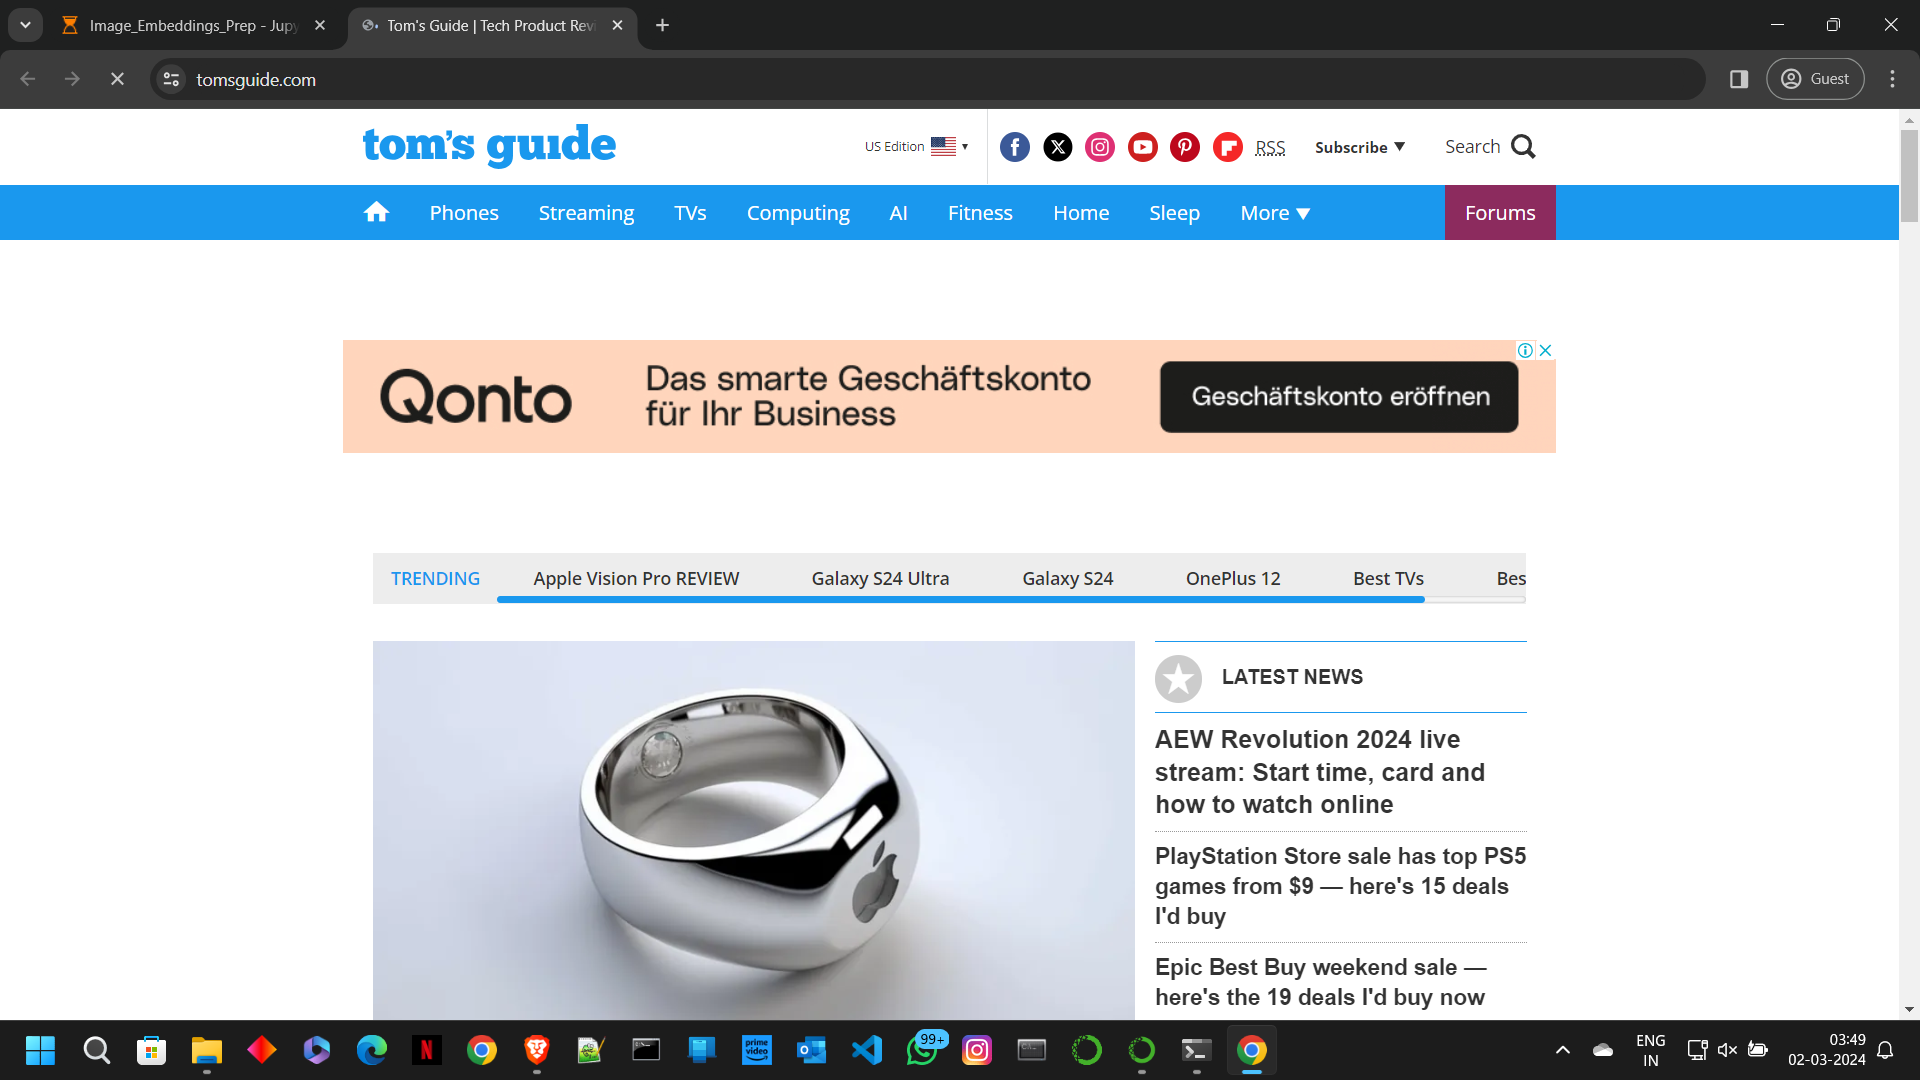 Image_Embeddings_Prep - Jupy
Tom's Guide | Tech Product Revi
tomsguide.com
Guest
tom's guide
US Edition
RSS
Subscribe
Search
Phones
Streaming
TVs
Computing
AI
Fitness
Home
Sleep
More
Forums
Qonto
Das smarte Geschäftskonto
für Ihr Business
Geschäftskonto eröffnen
TRENDING
Apple Vision Pro REVIEW
Galaxy S24 Ultra
Galaxy S24
OnePlus 12
Best TVs
Bes
LATEST NEWS
AEW Revolution 2024 live
stream: Start time, card and
how to watch online
PlayStation Store sale has top PS5
games from $9 — here's 15 deals
I'd buy
Epic Best Buy weekend sale —
here's the 19 deals I'd buy now
prime
video
99+
ENG
IN
03:49
02-03-2024